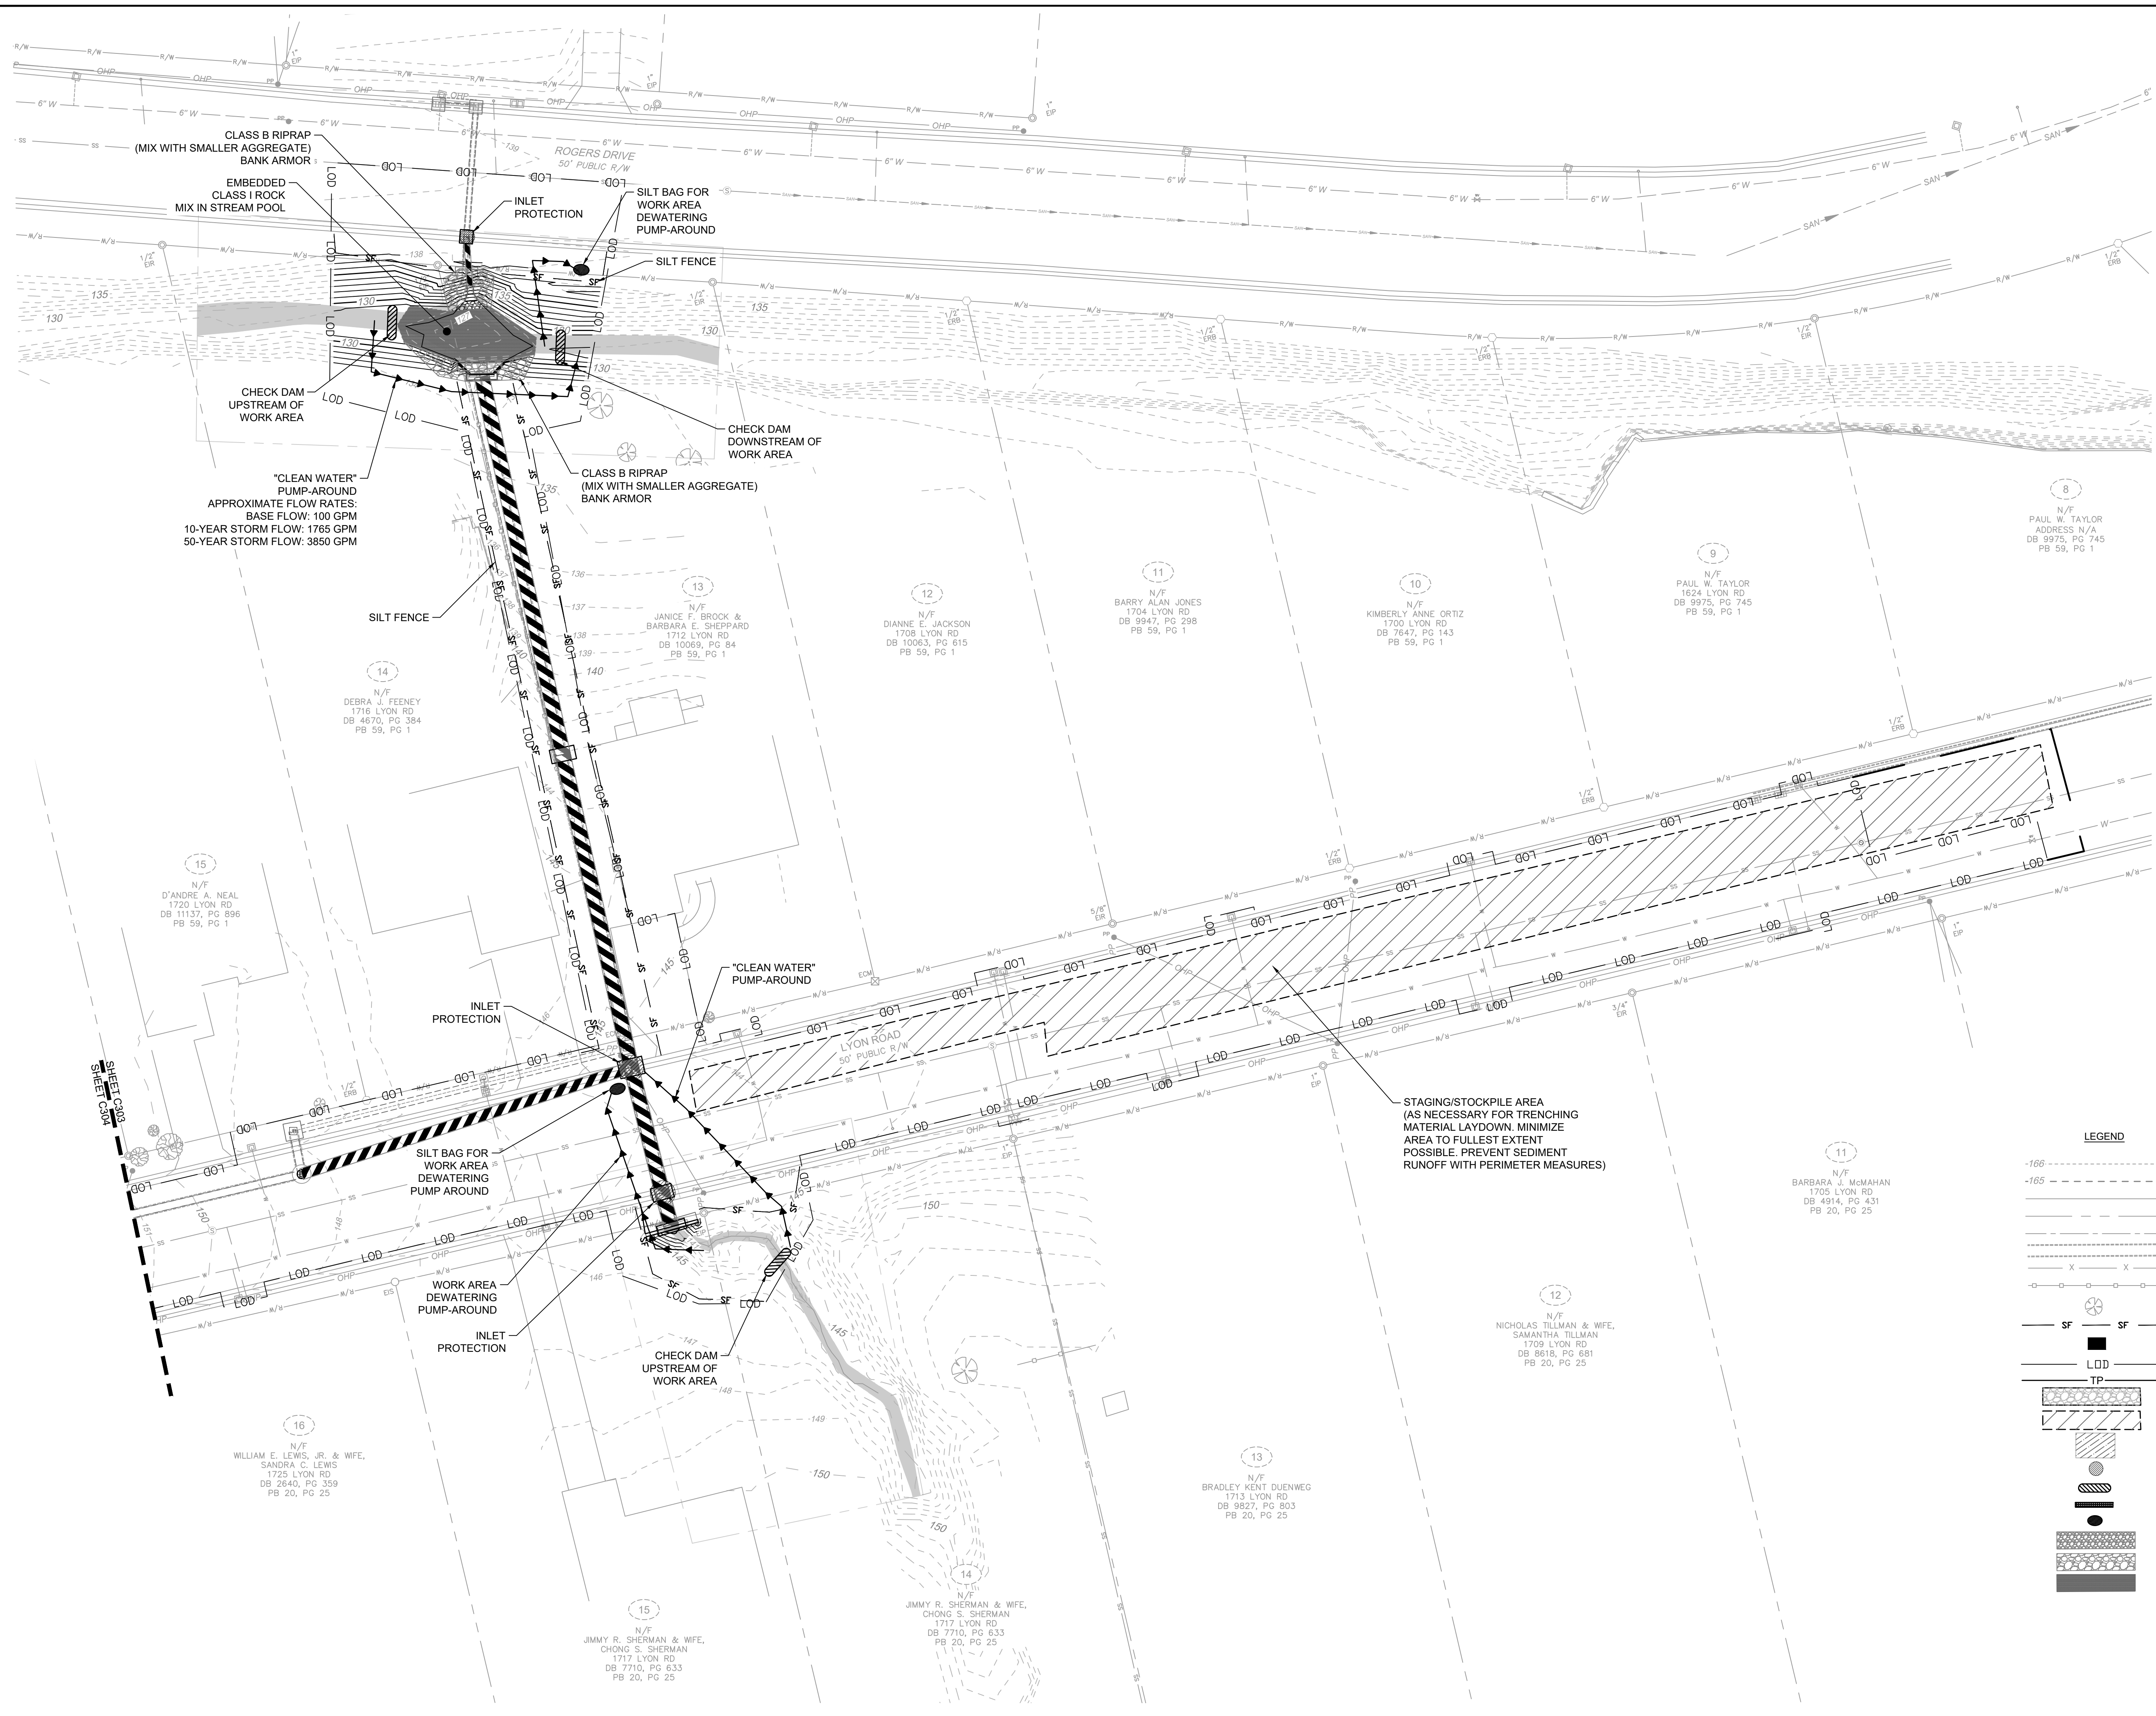 CLASS B RIPRAP
(MIX WITH SMALLER AGGREGATE)
BANK ARMOR
EMBEDDED
CLASS I ROCK
MIX IN STREAM POOL
ROGERS DRIVE
50' PUBLIC R/W
INLET
PROTECTION
SILT BAG FOR
WORK AREA
DEWATERING
PUMP-AROUND
SILT FENCE
CHECK DAM
UPSTREAM OF
WORK AREA
CHECK DAM
DOWNSTREAM OF
WORK AREA
CLASS B RIPRAP
(MIX WITH SMALLER AGGREGATE)
BANK ARMOR
"CLEAN WATER"
PUMP-AROUND
APPROXIMATE FLOW RATES:
BASE FLOW: 100 GPM
10-YEAR STORM FLOW: 1765 GPM
50-YEAR STORM FLOW: 3850 GPM
SILT FENCE
8
N/F
PAUL W. TAYLOR
ADDRESS N/A
DB 9975, PG 745
PB 59, PG 1
9
N/F
PAUL W. TAYLOR
1624 LYON RD
DB 9975, PG 745
PB 59, PG 1
10
N/F
KIMBERLY ANNE ORTIZ
1700 LYON RD
DB 7647, PG 143
PB 59, PG 1
11
N/F
BARRY ALAN JONES
1704 LYON RD
DB 9947, PG 298
PB 59, PG 1
12
N/F
DIANNE E. JACKSON
1708 LYON RD
DB 10063, PG 615
PB 59, PG 1
13
N/F
JANICE F. BROCK &
BARBARA E. SHEPPARD
1712 LYON RD
DB 10069, PG 84
PB 59, PG 1
14
N/F
DEBRA J. FEENEY
1716 LYON RD
DB 4670, PG 384
PB 59, PG 1
15
N/F
D'ANDRE A. NEAL
1720 LYON RD
DB 11137, PG 896
PB 59, PG 1
"CLEAN WATER"
PUMP-AROUND
INLET
PROTECTION
LYON ROAD
50' PUBLIC R/W
SHEET C303
SHEET C304
SILT BAG FOR
WORK AREA
DEWATERING
PUMP AROUND
STAGING/STOCKPILE AREA
(AS NECESSARY FOR TRENCHING
MATERIAL LAYDOWN. MINIMIZE
AREA TO FULLEST EXTENT
POSSIBLE. PREVENT SEDIMENT
RUNOFF WITH PERIMETER MEASURES)
WORK AREA
DEWATERING
PUMP-AROUND
INLET
PROTECTION
CHECK DAM
UPSTREAM OF
WORK AREA
11
N/F
BARBARA J. McMAHAN
1705 LYON RD
DB 4914, PG 431
PB 20, PG 25
12
N/F
NICHOLAS TILLMAN & WIFE,
SAMANTHA TILLMAN
1709 LYON RD
DB 8618, PG 681
PB 20, PG 25
13
N/F
BRADLEY KENT DUENWEG
1713 LYON RD
DB 9827, PG 803
PB 20, PG 25
14
N/F
JIMMY R. SHERMAN & WIFE,
CHONG S. SHERMAN
1717 LYON RD
DB 7710, PG 633
PB 20, PG 25
15
N/F
JIMMY R. SHERMAN & WIFE,
CHONG S. SHERMAN
1717 LYON RD
DB 7710, PG 633
PB 20, PG 25
16
N/F
WILLIAM E. LEWIS, JR. & WIFE,
SANDRA C. LEWIS
1725 LYON RD
DB 2640, PG 359
PB 20, PG 25
LEGEND
166
165
X X
SF SF
LOD
TP